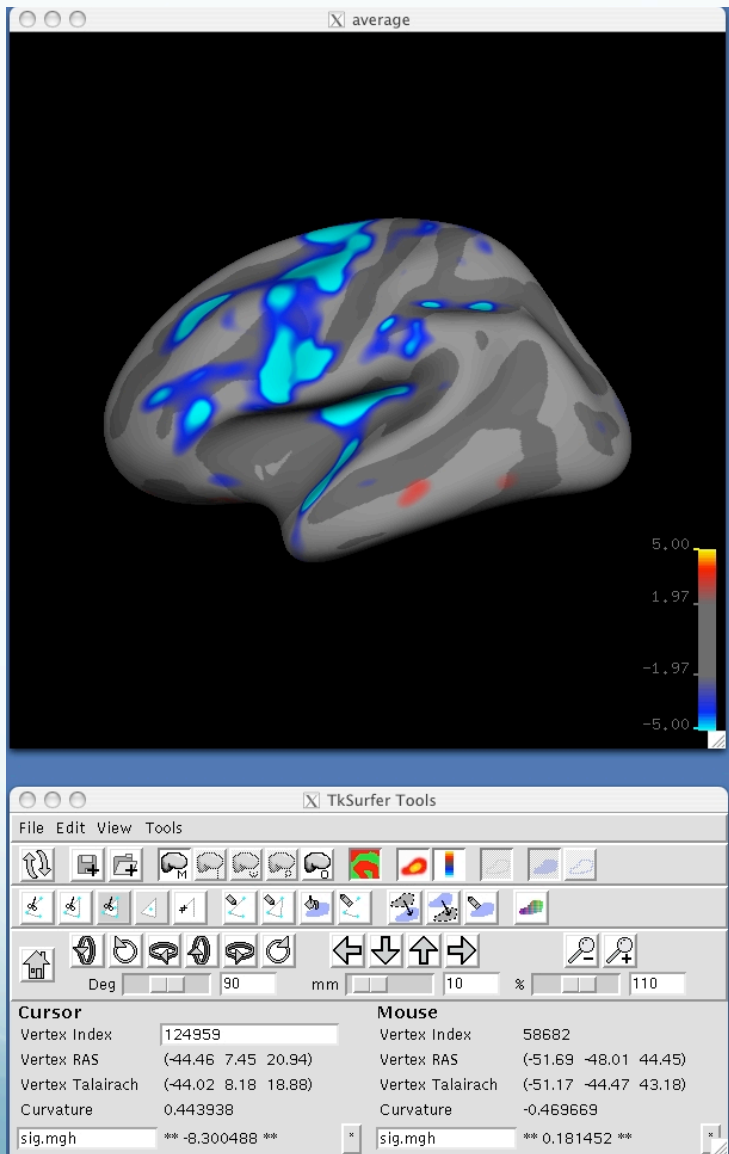 X average
5.00
1.97
-1.97
-5.00
X TkSurfer Tools
File Edit View Tools
M I O
Deg 90 mm 10 % 110
Cursor Mouse
Vertex Index 124959 Vertex Index 58682
Vertex RAS (-44.46 7.45 20.94) Vertex RAS (-51.69 -48.01 44.45)
Vertex Talairach (-44.02 8.18 18.88) Vertex Talairach (-51.17 -44.47 43.18)
Curvature 0.443938 Curvature -0.469669
sig.mgh ** -8.300488 ** * sig.mgh ** 0.181452 ** *